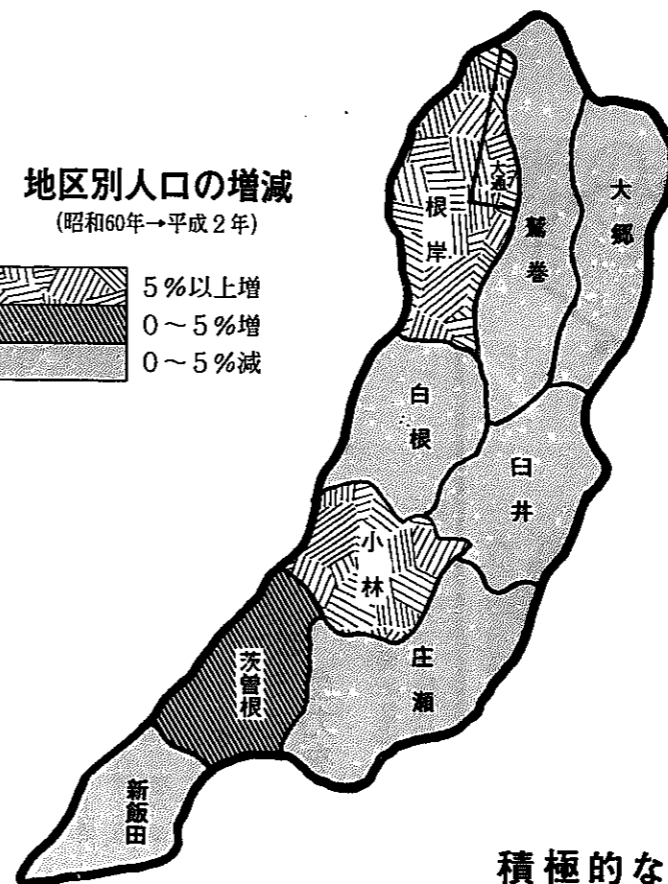 地区別人口の増減
(昭和60年→平成2年)
5%以上増
0～5%増
0～5%減
大通
根岸
鷲巻
大郷
白根
臼井
小林
茨曽根
庄瀬
新飯田
積極的な